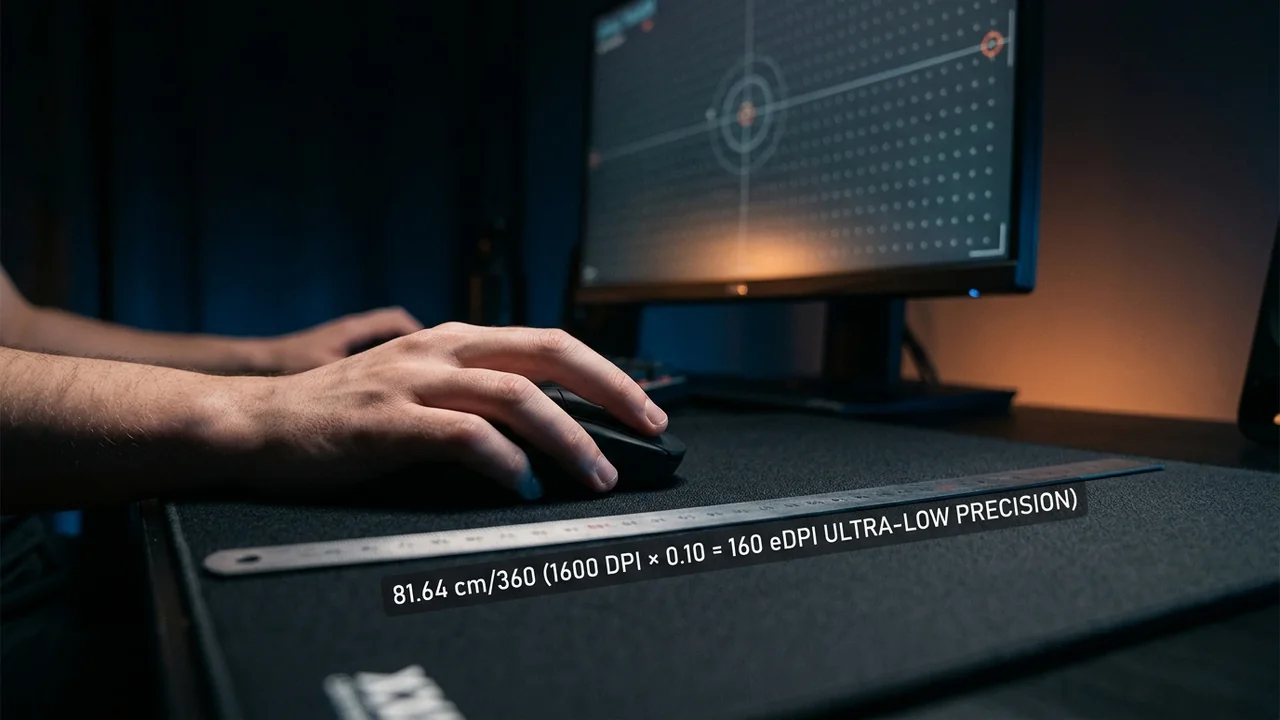 81.64 cm/360 (1600 DPI × 0.10 = 160 eDPI ULTRA-LOW PRECISION)